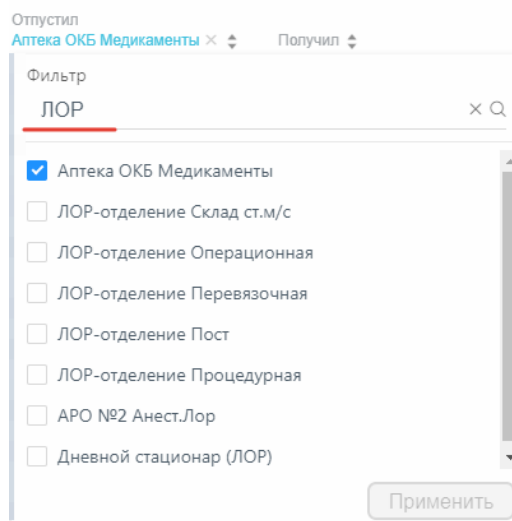 Отпустил
Аптека ОКБ Медикаменты Получил
Фильтр
ЛОР
Аптека ОКБ Медикаменты
ЛОР-отделение Склад ст.м/с
ЛОР-отделение Операционная
ЛОР-отделение Перевязочная
ЛОР-отделение Пост
ЛОР-отделение Процедурная
АРО №2 Анест.Лор
Дневной стационар (ЛОР)
Применить